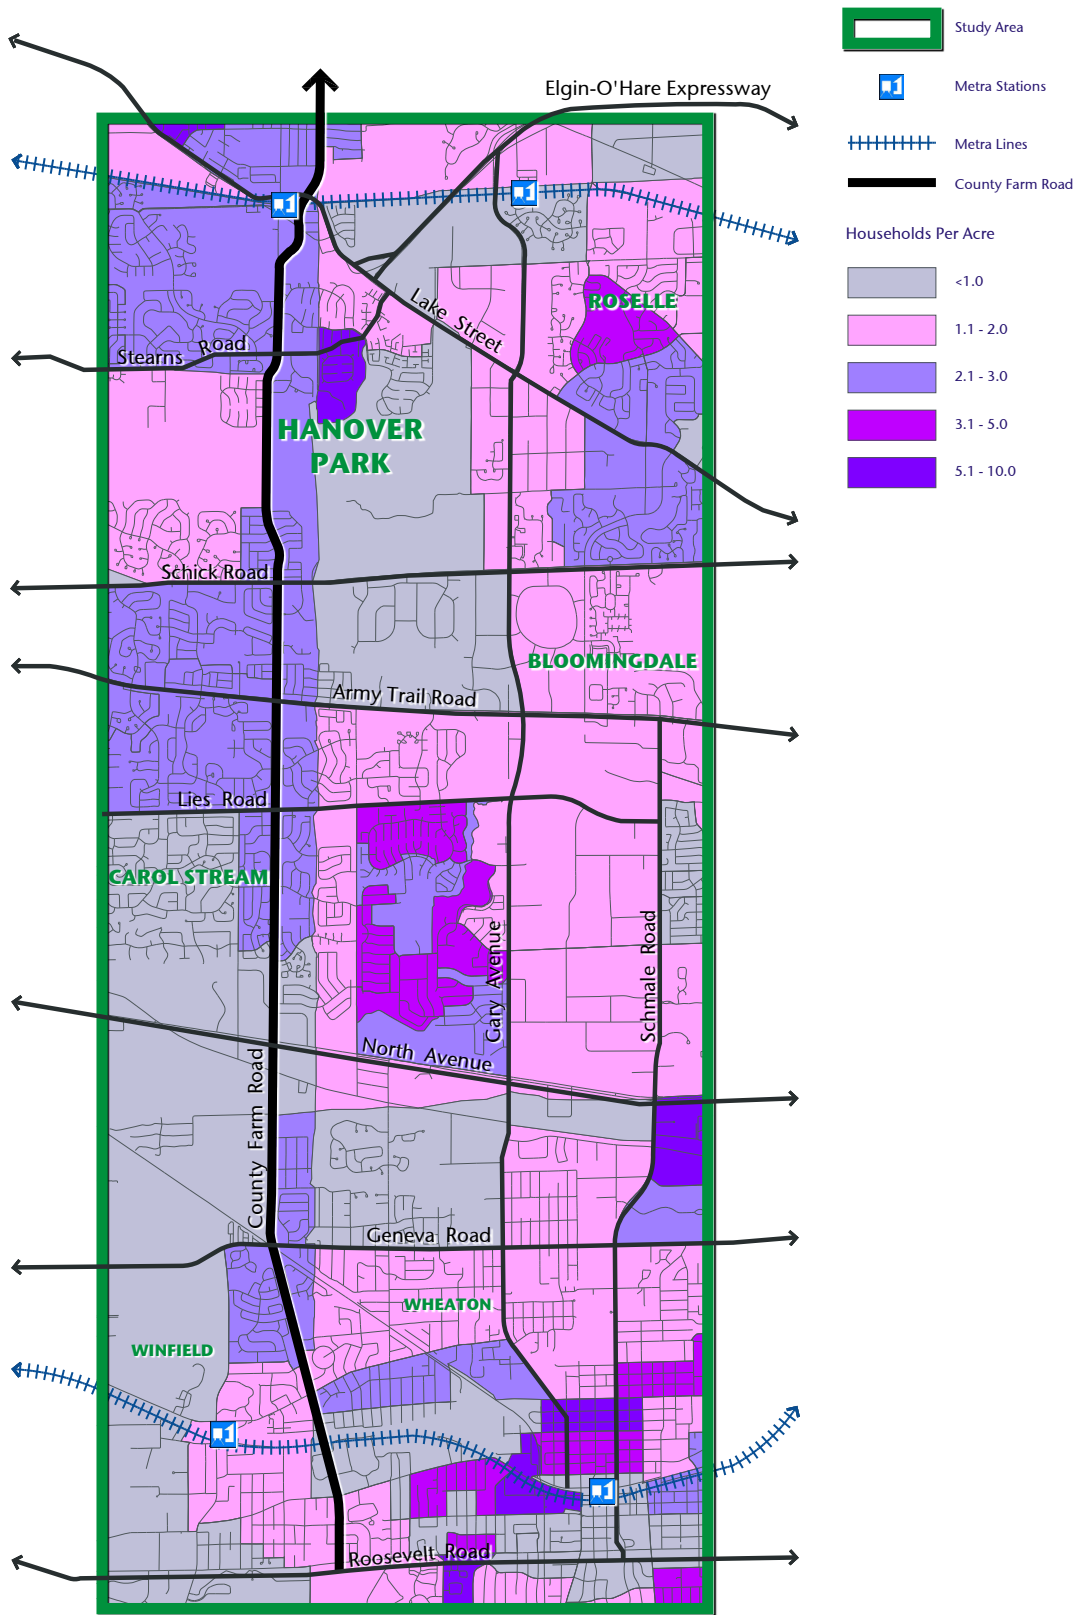 Study Area
Elgin-O'Hare Expressway
Metra Stations
Metra Lines
County Farm Road
Households Per Acre
<1.0
ROSELLE
Lake Street
1.1 - 2.0
Stearns Road
2.1 - 3.0
HANOVER
PARK
3.1 - 5.0
5.1 - 10.0
Schick Road
BLOOMINGDALE
Army Trail Road
Lies Road
CAROL STREAM
Gary Avenue
Schmale Road
North Avenue
County Farm Road
Geneva Road
WHEATON
WINFIELD
Roosevelt Road